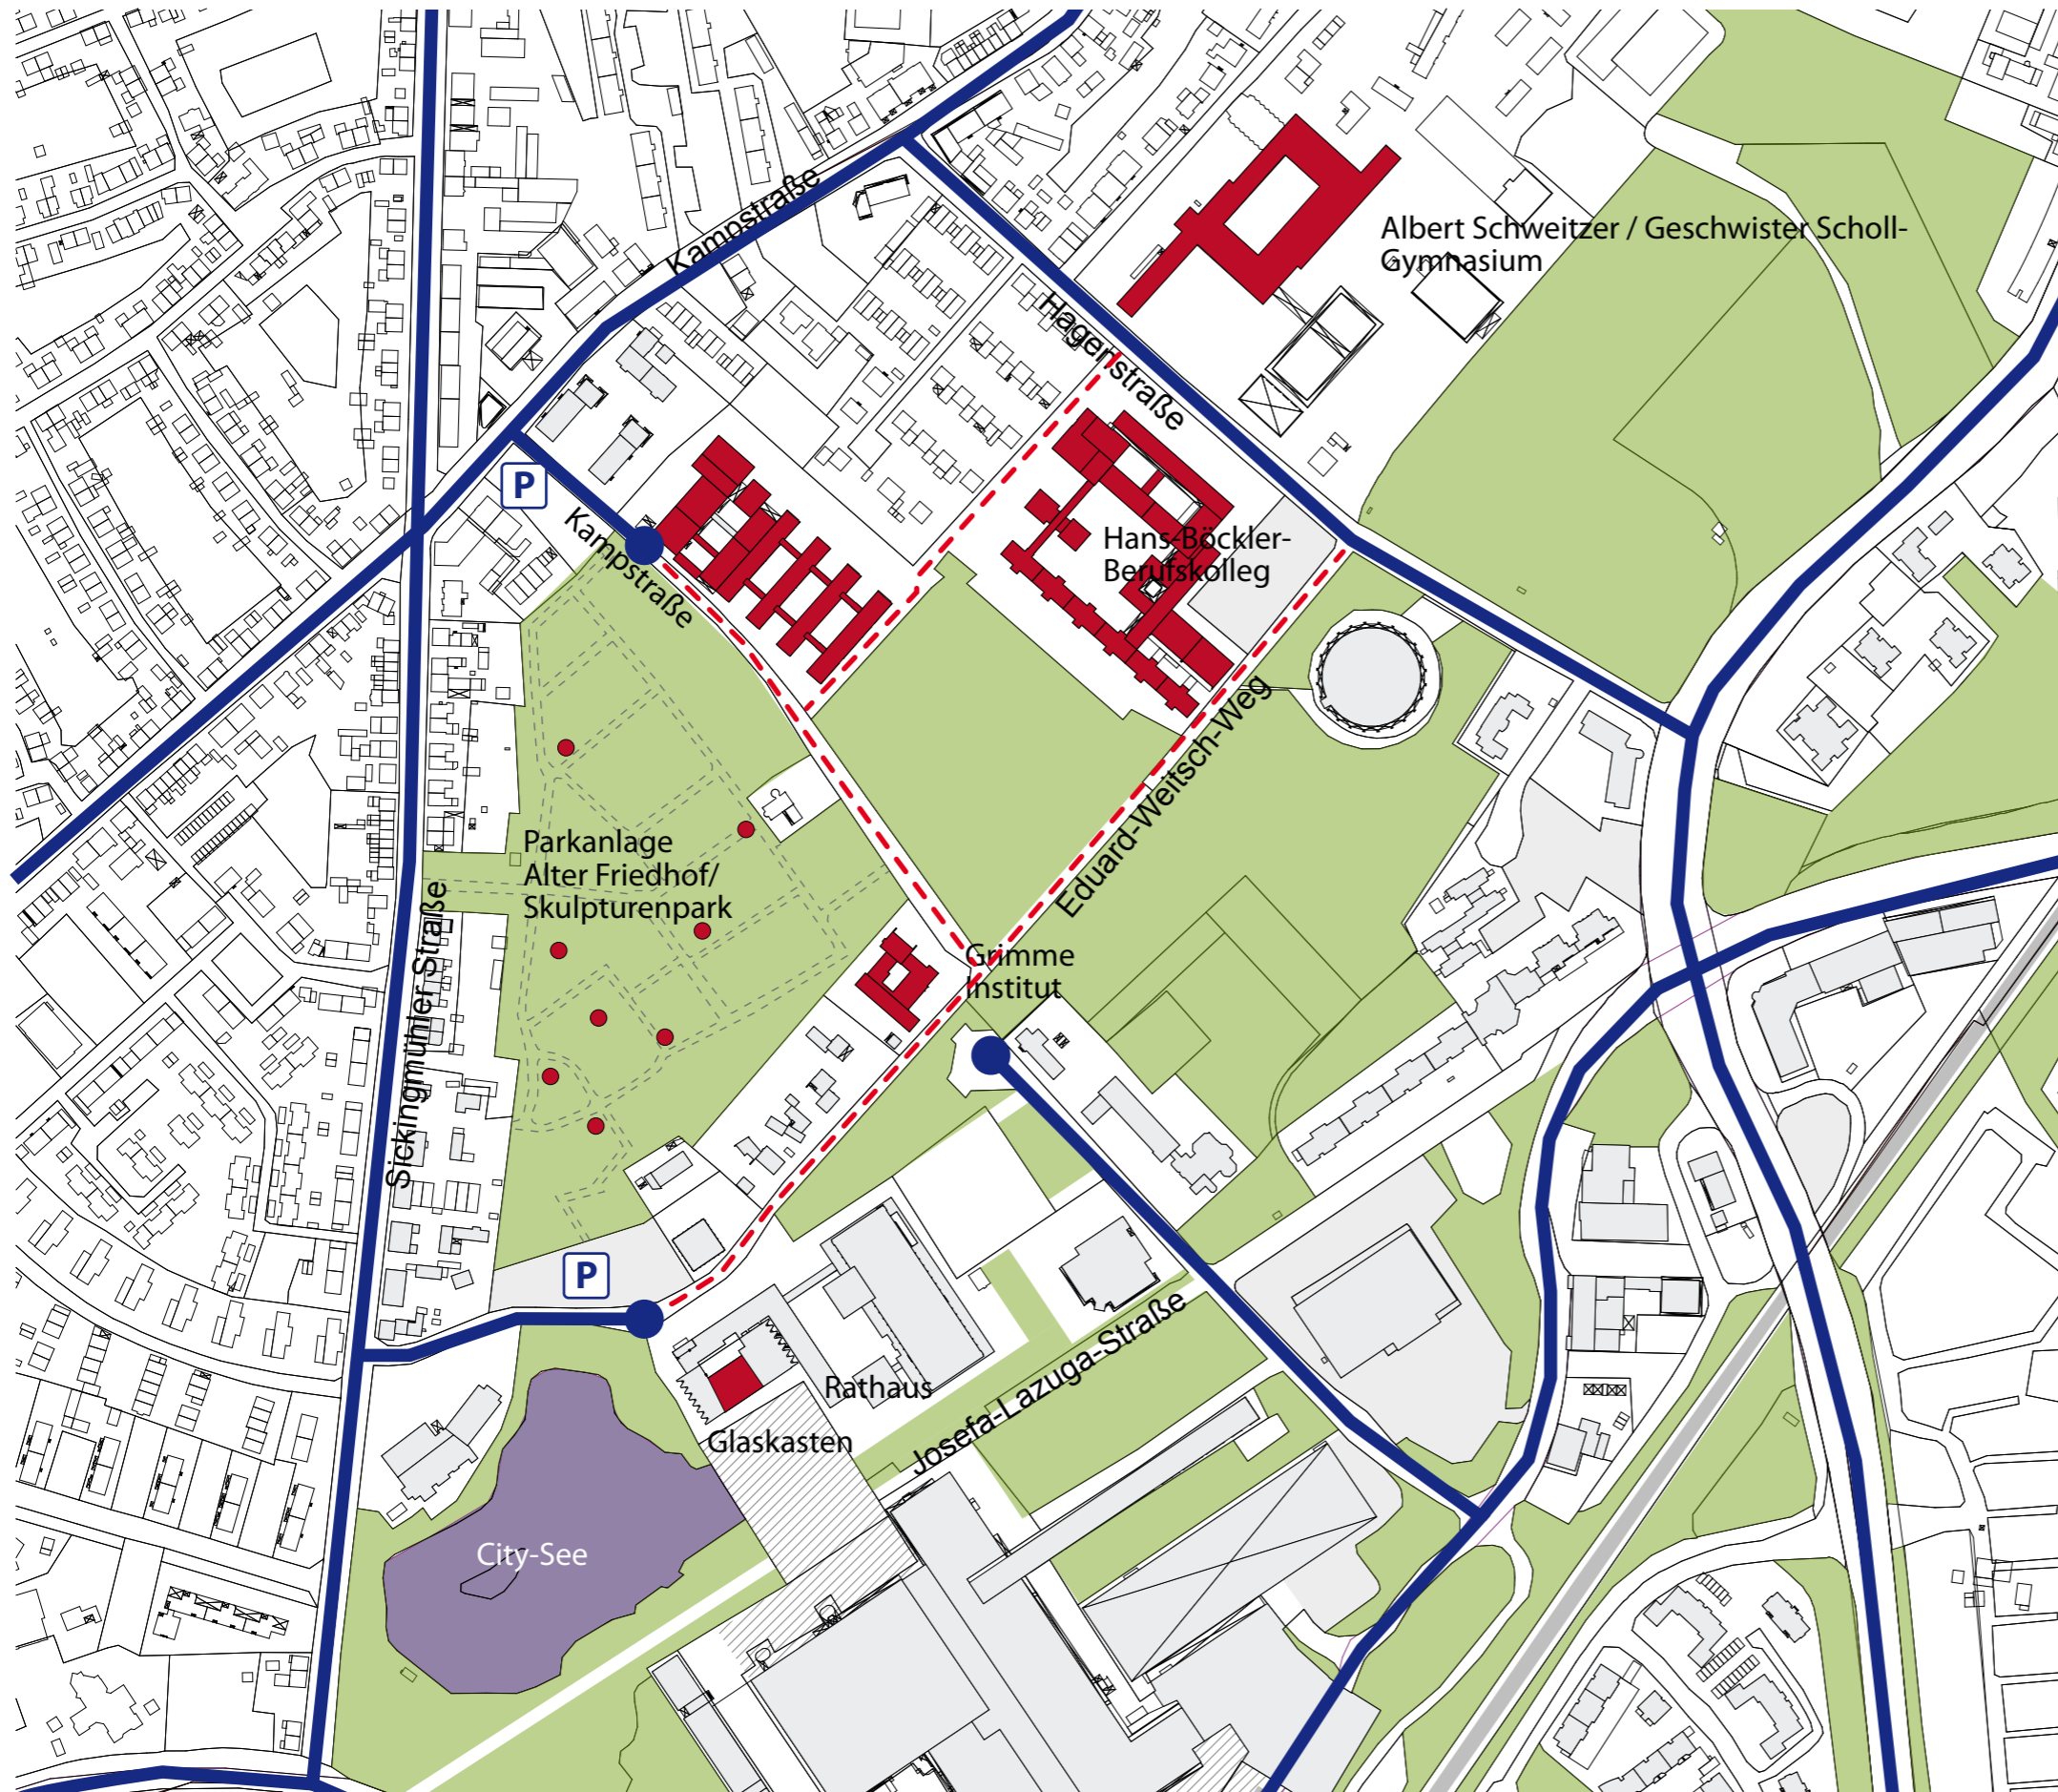 Kampstraße
Albert Schweitzer / Geschwister Scholl-
Gymnasium
Hagenstraße
P
Kampstraße
Hans-Böckler-
Berufskolleg
Eduard-Weitsch-Weg
Parkanlage
Alter Friedhof/
Skulpturenpark
Sickingmühler Straße
Grimme
Institut
P
Rathaus
Glaskasten
Josefa-Lazuga-Straße
City-See